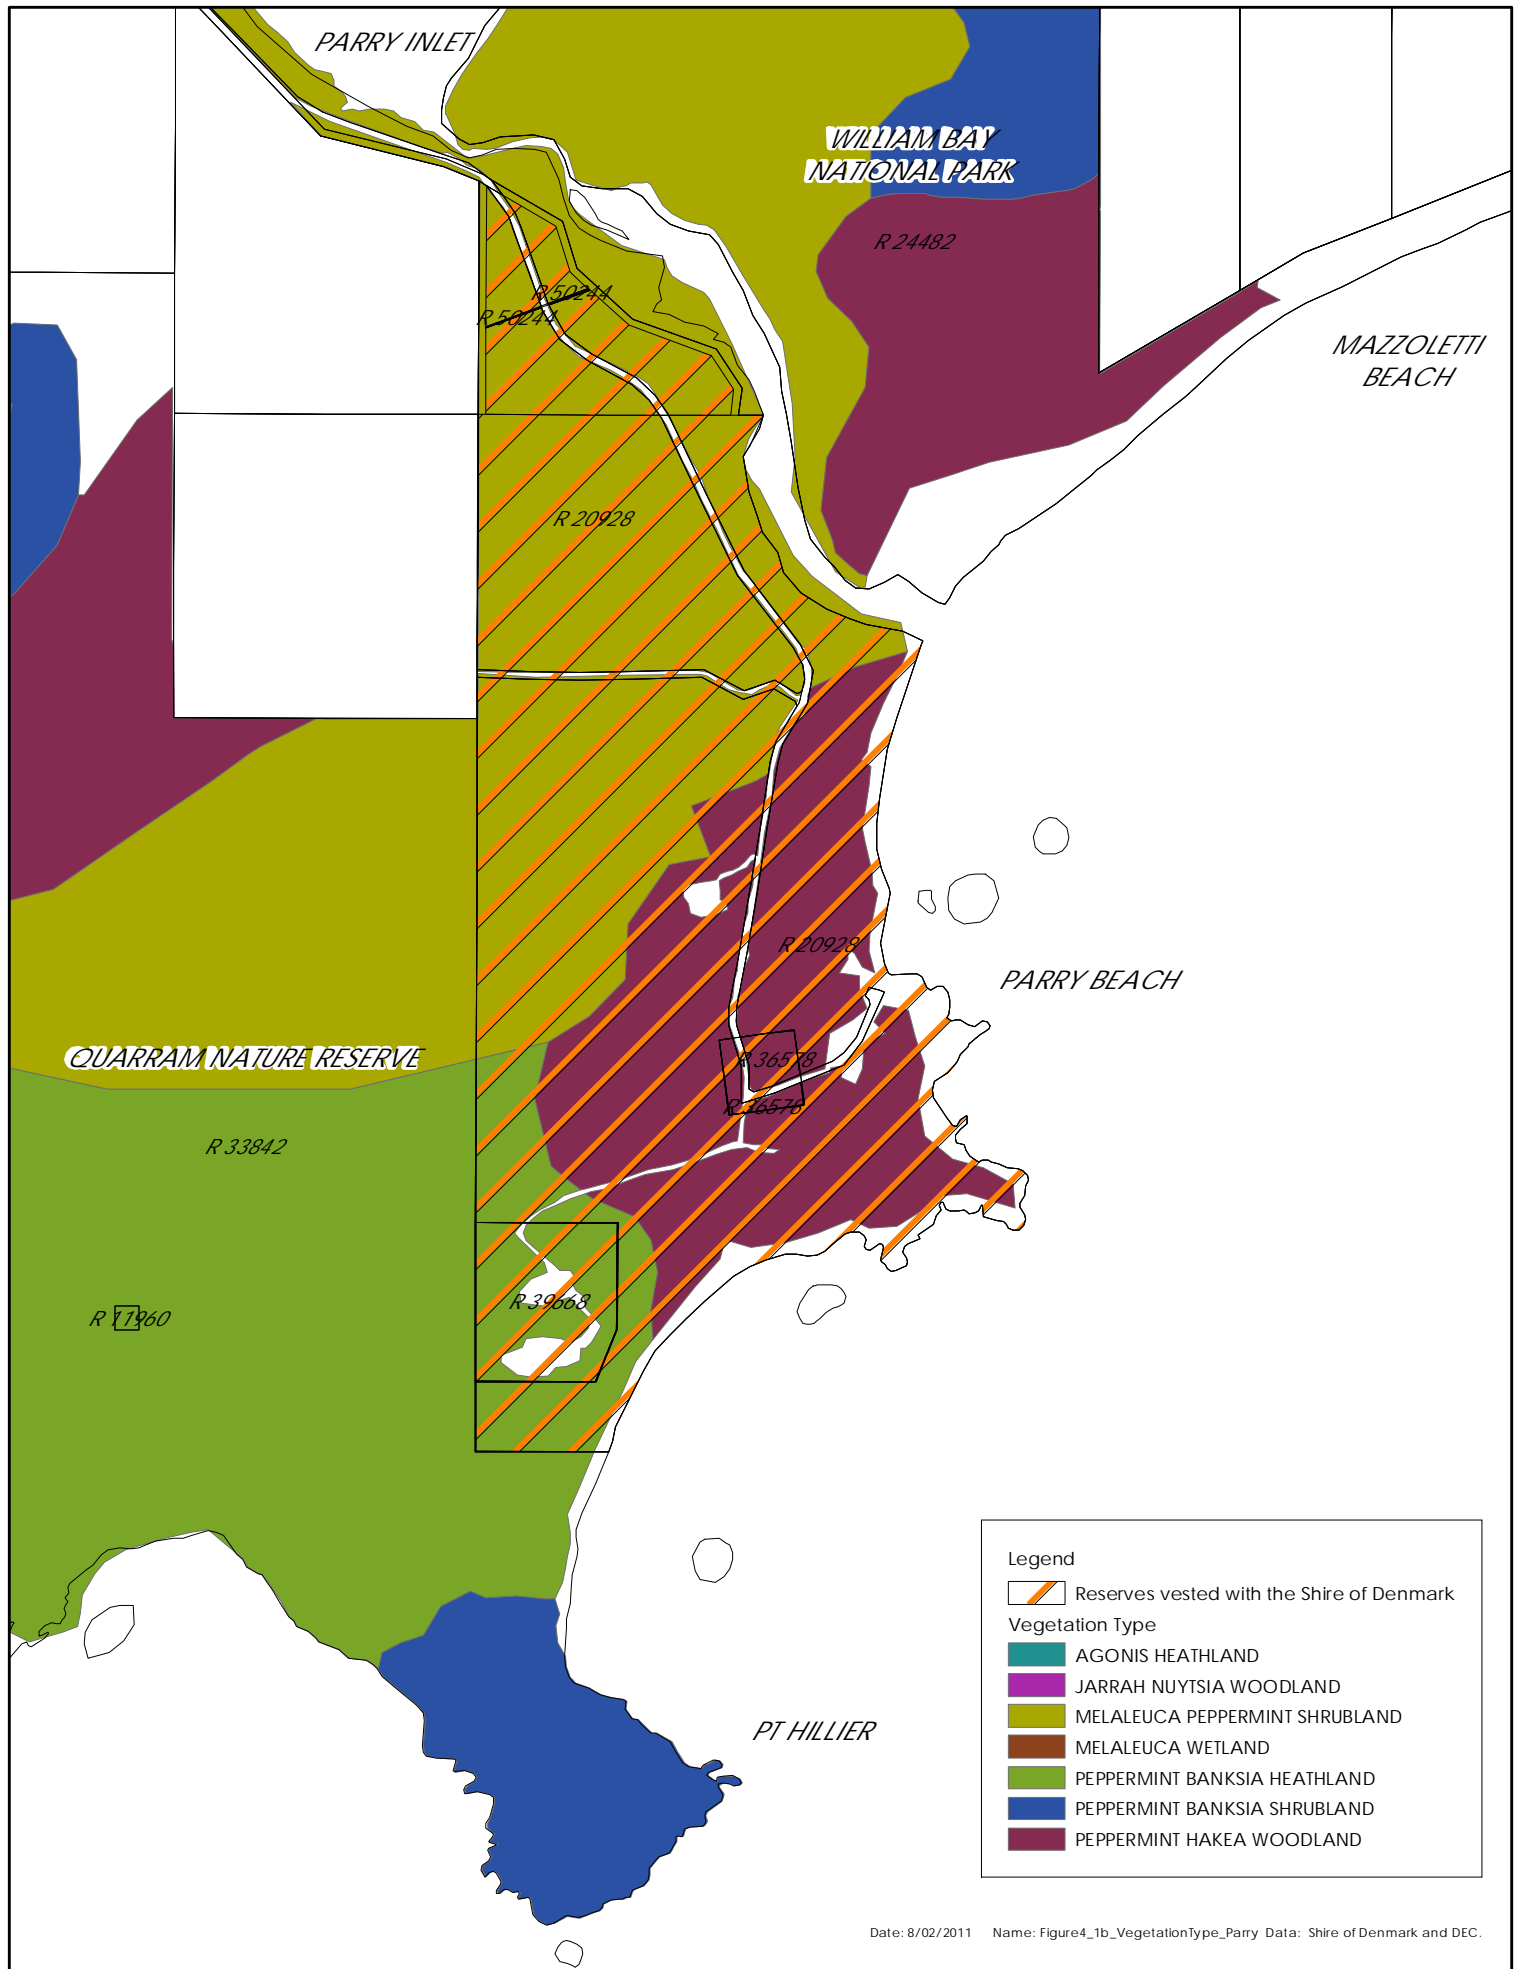 PARRY INLET
WILLIAM BAY
NATIONAL PARK
R 24482
R 50244
R 50244
MAZZOLETTI
BEACH
R 20928
R 20928
PARRY BEACH
QUARRAM NATURE RESERVE
R 36578
R 36578
R 33842
R 39668
R 11960
PT HILLIER
Legend
Reserves vested with the Shire of Denmark
Vegetation Type
AGONIS HEATHLAND
JARRAH NUYTSIA WOODLAND
MELALEUCA PEPPERMINT SHRUBLAND
MELALEUCA WETLAND
PEPPERMINT BANKSIA HEATHLAND
PEPPERMINT BANKSIA SHRUBLAND
PEPPERMINT HAKEA WOODLAND
Date: 8/02/2011 Name: Figure4_1b_VegetationType_Parry Data: Shire of Denmark and DEC.